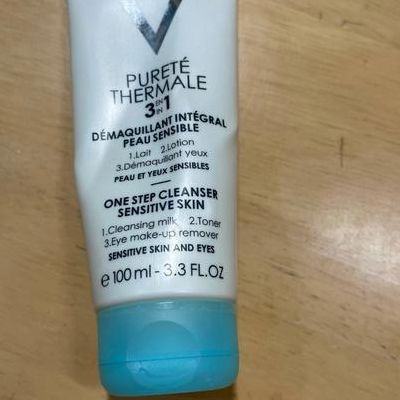 PURETÉ
THERMALE
3 EN IN 1
DÉMAQUILLANT INTÉGRAL
PEAU SENSIBLE
1.Lait 2.Lotion
3.Démaquillant yeux
PEAU ET YEUX SENSIBLES
ONE STEP CLEANSER
SENSITIVE SKIN
1.Cleansing milk 2.Toner
3.Eye make-up remover
SENSITIVE SKIN AND EYES
e 100 ml - 3.3 FL.OZ